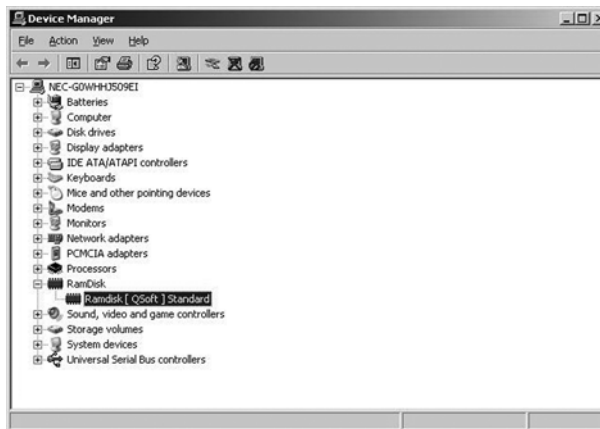 Device Manager
File Action View Help
NEC-G0WHHJ509EI
Batteries
Computer
Disk drives
Display adapters
IDE ATA/ATAPI controllers
Keyboards
Mice and other pointing devices
Modems
Monitors
Network adapters
PCMCIA adapters
Processors
RamDisk
Ramdisk [ QSoft ] Standard
Sound, video and game controllers
Storage volumes
System devices
Universal Serial Bus controllers